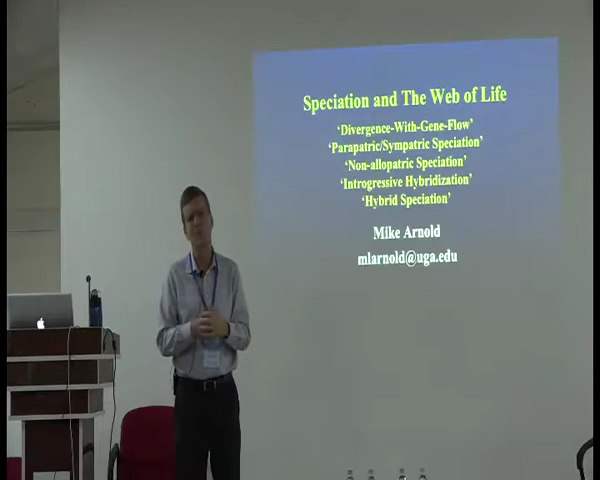 Speciation and The Web of Life
'Divergence-With-Gene-Flow'
'Parapatric/Sympatric Speciation'
'Non-allopatric Speciation'
'Introgressive Hybridization'
'Hybrid Speciation'
Mike Arnold
mlarnold@uga.edu